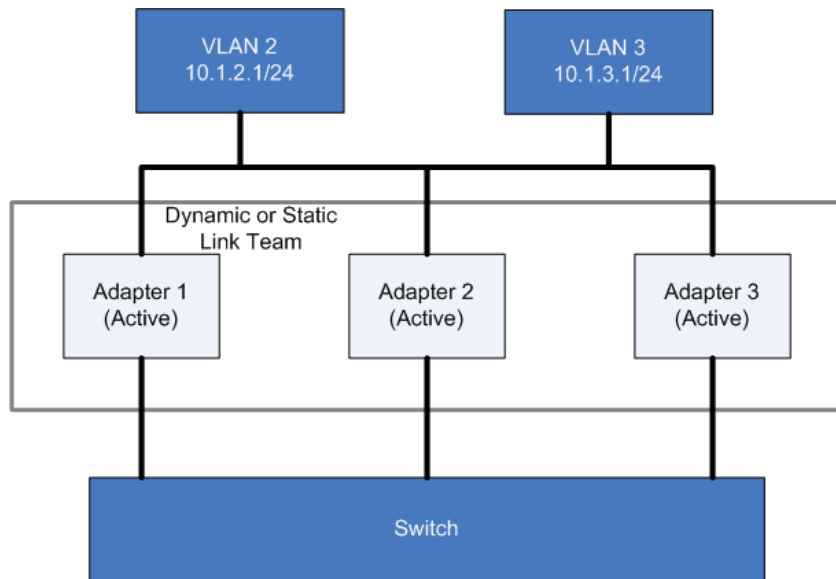 VLAN 2
10.1.2.1/24
VLAN 3
10.1.3.1/24
Dynamic or Static
Link Team
Adapter 1
(Active)
Adapter 2
(Active)
Adapter 3
(Active)
Switch